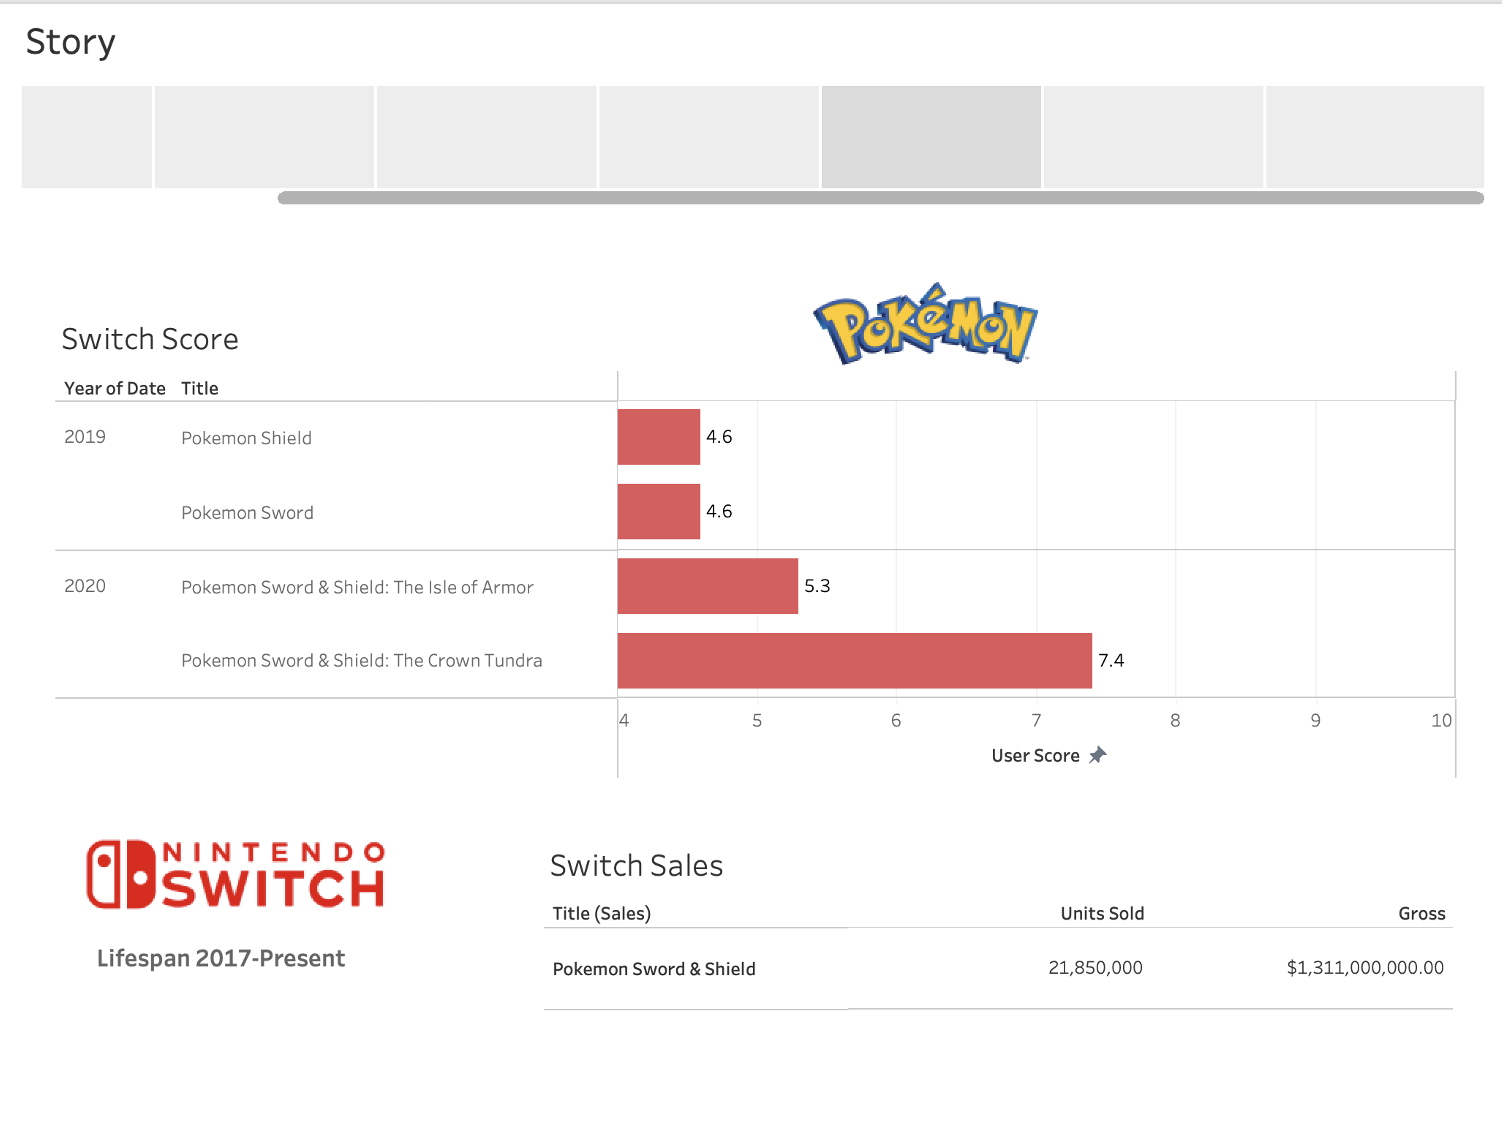 Story
POKéMON
Switch Score
Year of Date Title
2019 Pokemon Shield 4.6
Pokemon Sword 4.6
2020 Pokemon Sword & Shield: The Isle of Armor 5.3
Pokemon Sword & Shield: The Crown Tundra 7.4
4 5 6 7 8 9 10
User Score
NINTENDO
SWITCH
Lifespan 2017-Present
Switch Sales
Title (Sales) Units Sold Gross
Pokemon Sword & Shield 21,850,000 $1,311,000,000.00